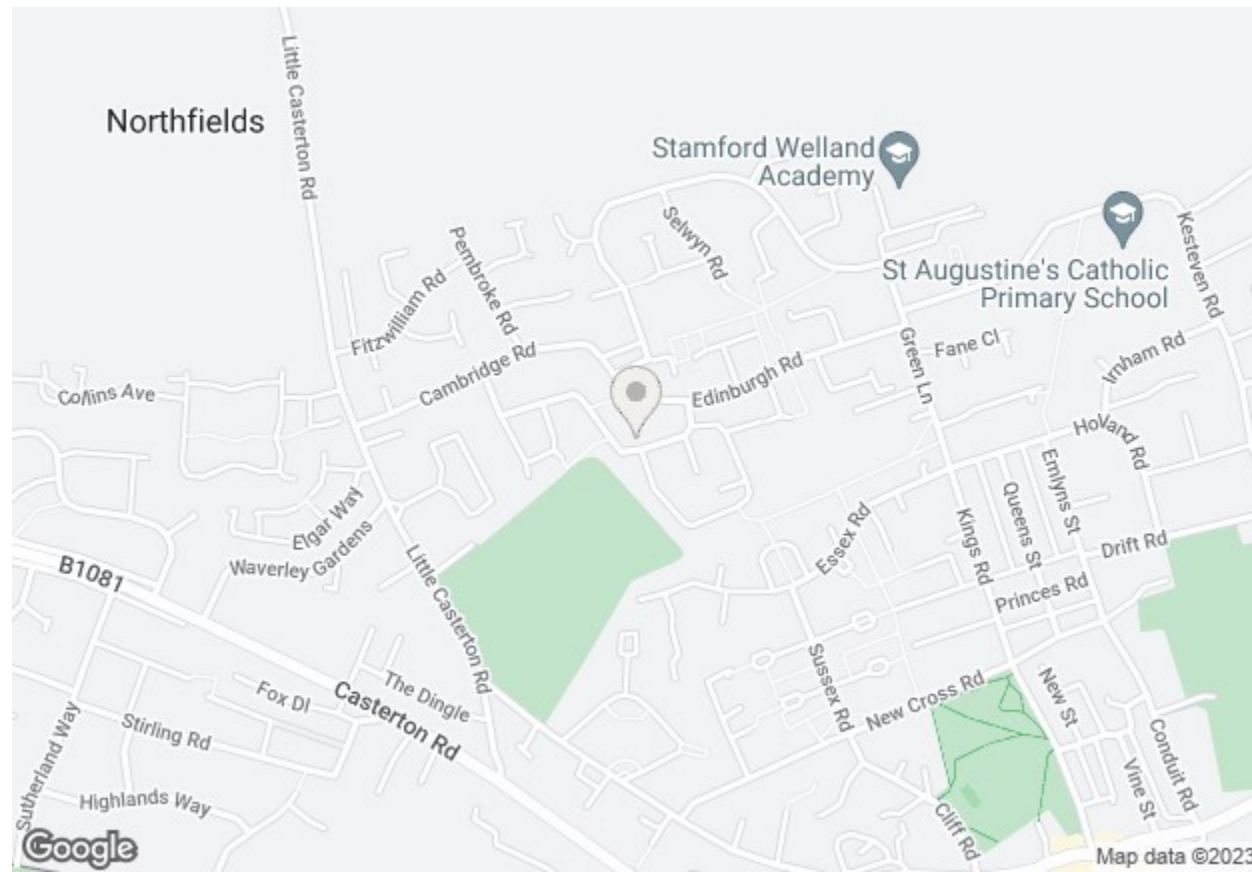 Little Casterton Rd
Northfields
Stamford Welland
Academy
Selwyn Rd
Kesteven Rd
Pembroke Rd
St Augustine's Catholic
Primary School
Fitzwilliam Rd
Green Ln
Fane Cl
Irnham Rd
Cambridge Rd
Edinburgh Rd
Collins Ave
Holland Rd
Emlyns St
Queens St
Elgar Way
Essex Rd
Kings Rd
Waverley Gardens
Drift Rd
B1081
Little Casterton Rd
Princes Rd
Sussex Rd
New Cross Rd
New St
The Dingle
Fox Dl
Casterton Rd
Stirling Rd
Sutherland Way
Conduit Rd
Vine St
Highlands Way
Cliff Rd
Google
Map data ©2023